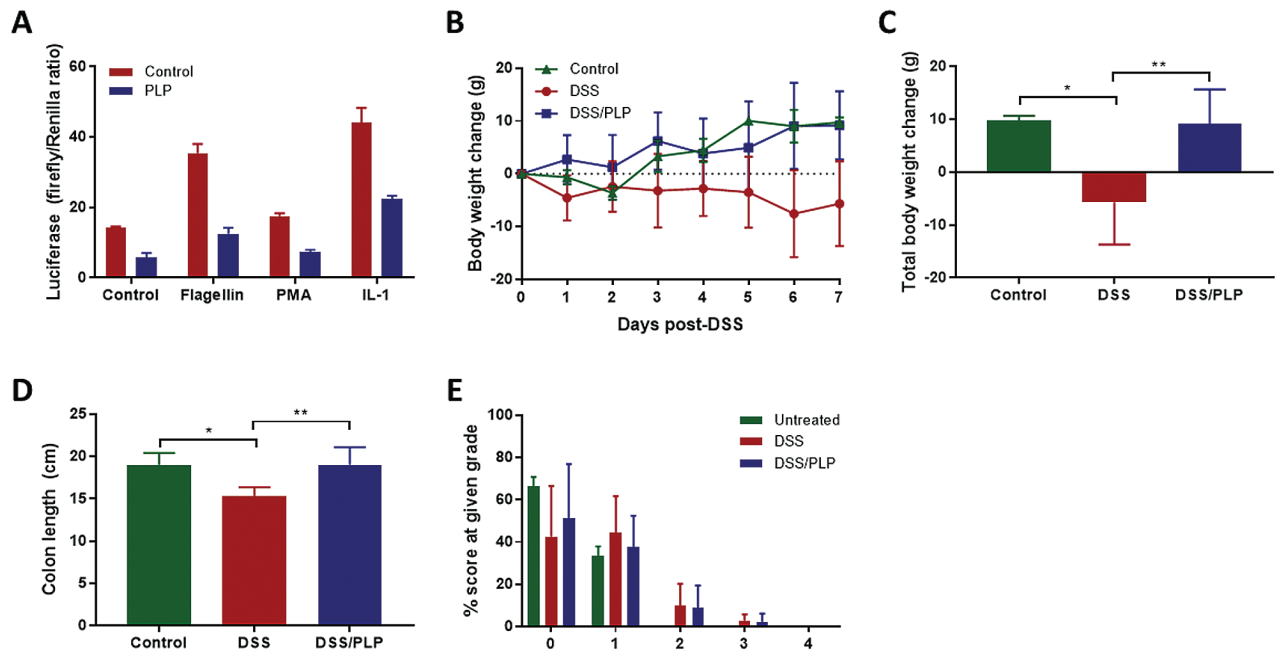 A
Luciferase (firefly/Renilla ratio)
60
40
20
0
Control
PLP
Control Flagellin PMA IL-1
B
Body weight change (g)
20
10
0
-10
-20
Control
DSS
DSS/PLP
0 1 2 3 4 5 6 7
Days post-DSS
C
Total body weight change (g)
20
10
0
-10
-20
*
**
Control DSS DSS/PLP
D
Colon length (cm)
25
20
15
10
5
0
*
**
Control DSS DSS/PLP
E
% score at given grade
100
80
60
40
20
0
Untreated
DSS
DSS/PLP
0 1 2 3 4